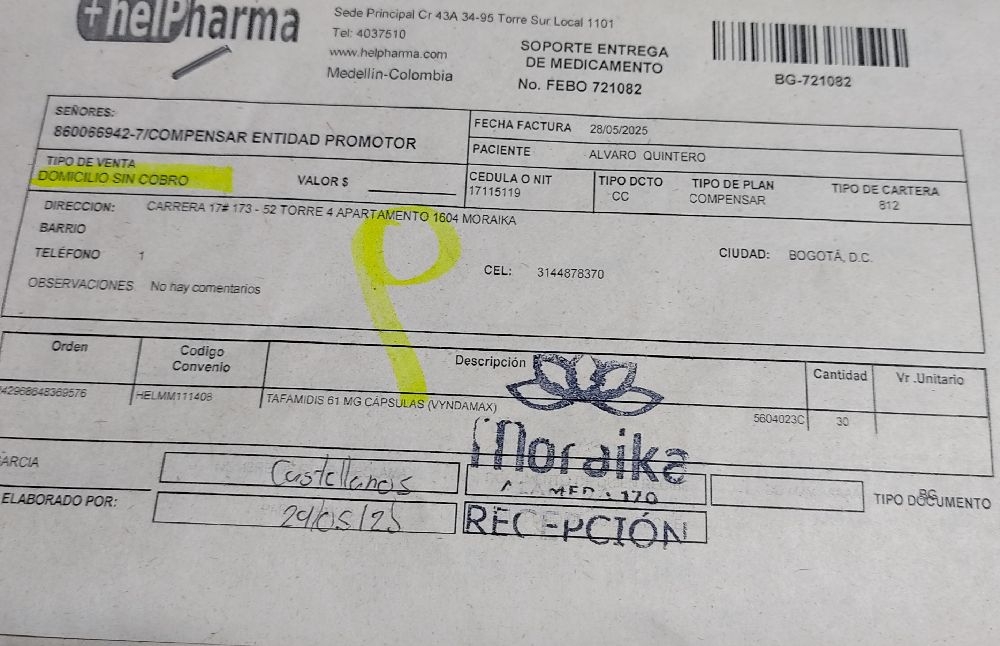 +helPharma
Sede Principal Cr 43A 34-95 Torre Sur Local 1101
Tel: 4037510
www.helpharma.com
Medellin-Colombia
SOPORTE ENTREGA
DE MEDICAMENTO
No. FEBO 721082
BG-721082
SEÑORES:
860066942-7/COMPENSAR ENTIDAD PROMOTOR
FECHA FACTURA 28/05/2025
PACIENTE ALVARO QUINTERO
TIPO DE VENTA
DOMICILIO SIN COBRO VALOR $
CEDULA O NIT
17115119
TIPO DCTO
CC
TIPO DE PLAN
COMPENSAR
TIPO DE CARTERA
812
DIRECCION: CARRERA 17# 173 - 52 TORRE 4 APARTAMENTO 1604 MORAIKA
BARRIO
TELÉFONO 1
CEL: 3144878370
CIUDAD: BOGOTÁ, D.C.
OBSERVACIONES No hay comentarios
Orden Codigo Convenio Descripción Cantidad Vr .Unitario
42968648369576 HELMM111408 TAFAMIDIS 61 MG CÁPSULAS (VYNDAMAX) 5604023C 30
Moraika
170
RECEPCIÓN
ARCIA Castellanos
ELABORADO POR: 29/05/25
BG
TIPO DOCUMENTO